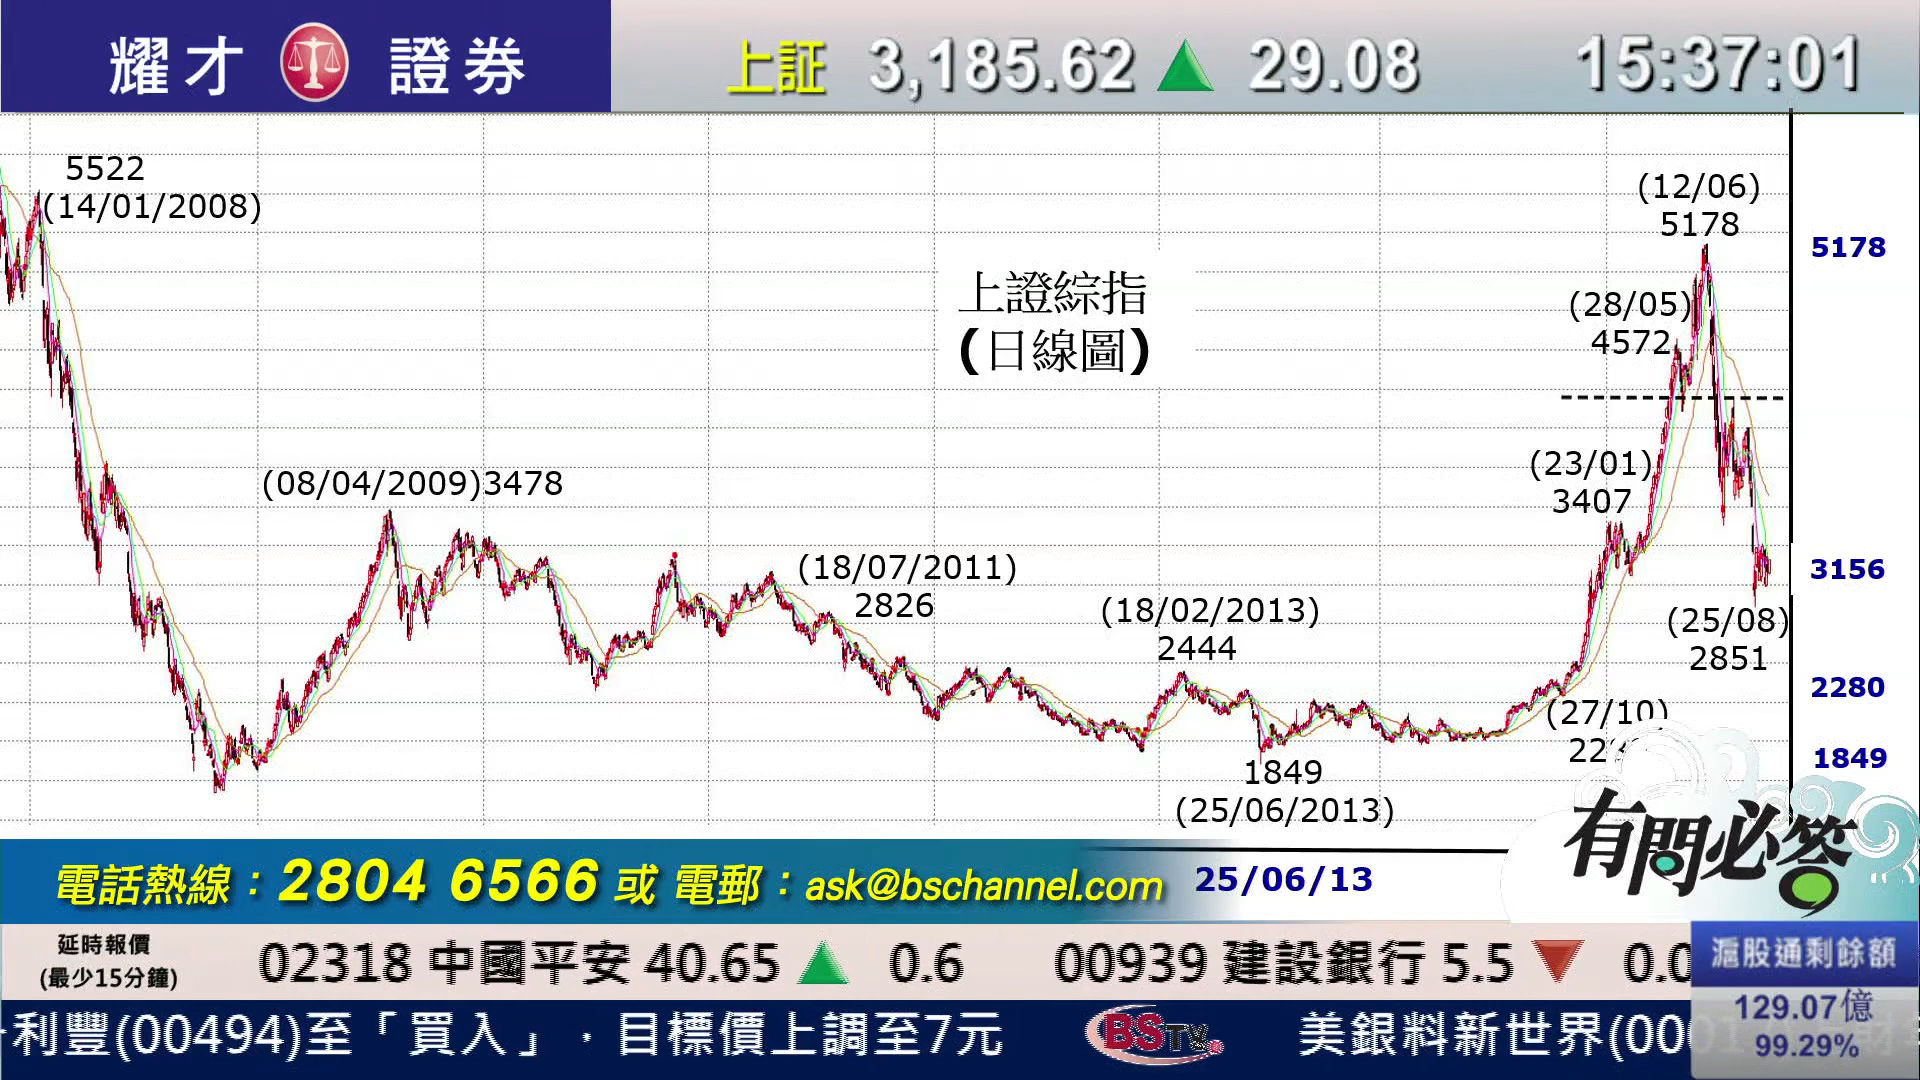 耀才 證券
上証 3,185.62 29.08 15:37:01
5522
(14/01/2008)
(12/06)
5178
5178
上證綜指
(日線圖)
(28/05)
4572
(08/04/2009)3478
(23/01)
3407
(18/07/2011)
2826
3156
(18/02/2013)
2444
(25/08)
2851
2280
(27/10)
1849
1849
(25/06/2013)
有問必答
電話熱線：2804 6566 或 電郵：ask@bschannel.com
25/06/13
延時報價
(最少15分鐘)
02318 中國平安 40.65 0.6 00939 建設銀行 5.5 0.0
滬股通剩餘額
129.07億
99.29%
利豐(00494)至「買入」．目標價上調至7元 BSTV 美銀料新世界(0001